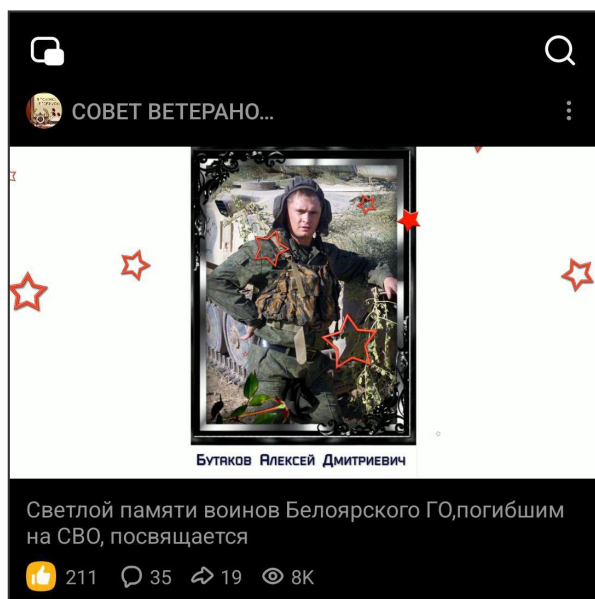 СОВЕТ ВЕТЕРАНО...
Бутаков Алексей Дмитриевич
Светлой памяти воинов Белоярского ГО,погибшим
на СВО, посвящается
211 35 19 8K